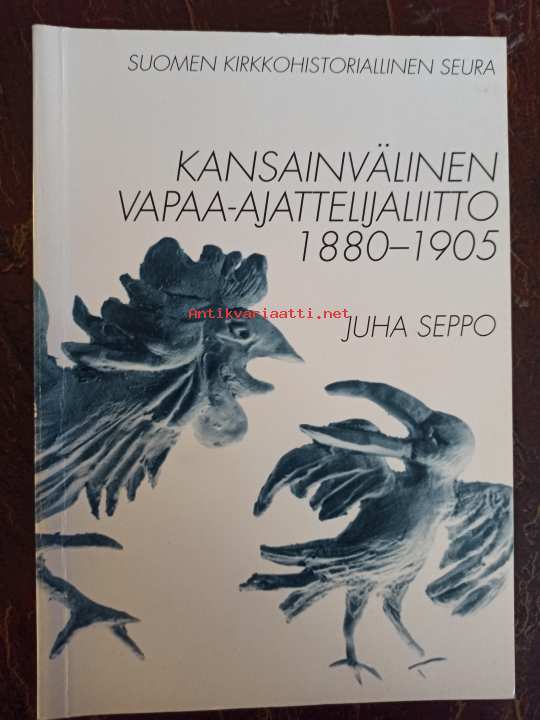 SUOMEN KIRKKOHISTORIALLINEN SEURA
KANSAINVÄLINEN
VAPAA-AJATTELIJALIITTO
1880–1905
Antikvariaatti.net
JUHA SEPPO